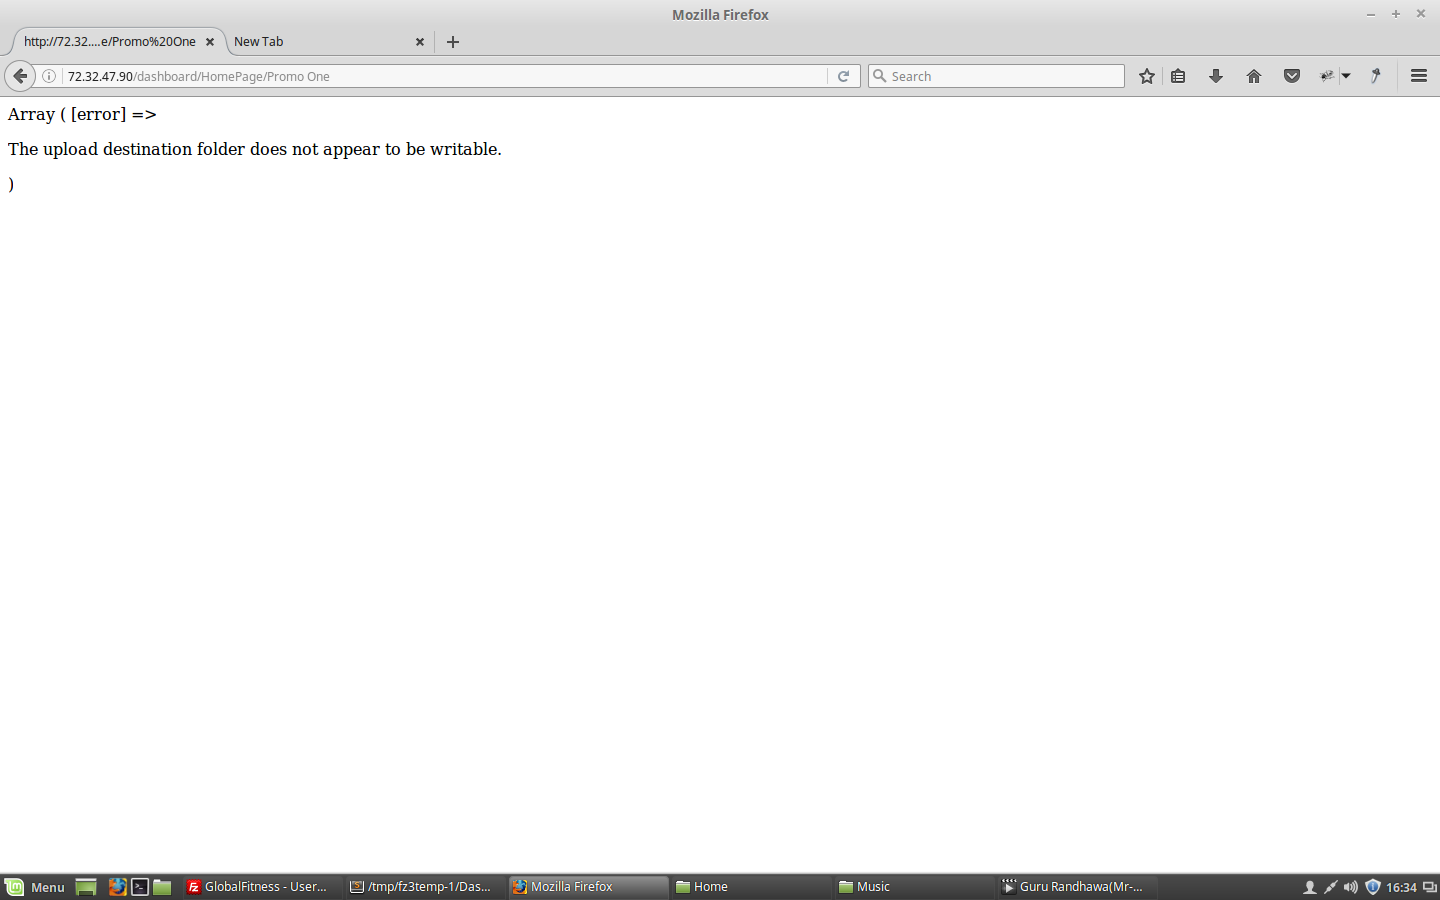 Mozilla Firefox
http://72.32....e/Promo%20One
New Tab
72.32.47.90/dashboard/HomePage/Promo One
Search
Array ( [error] =>
The upload destination folder does not appear to be writable.
)
Menu
GlobalFitness - User...
/tmp/fz3temp-1/Das...
Mozilla Firefox
Home
Music
Guru Randhawa(Mr-...
16:34